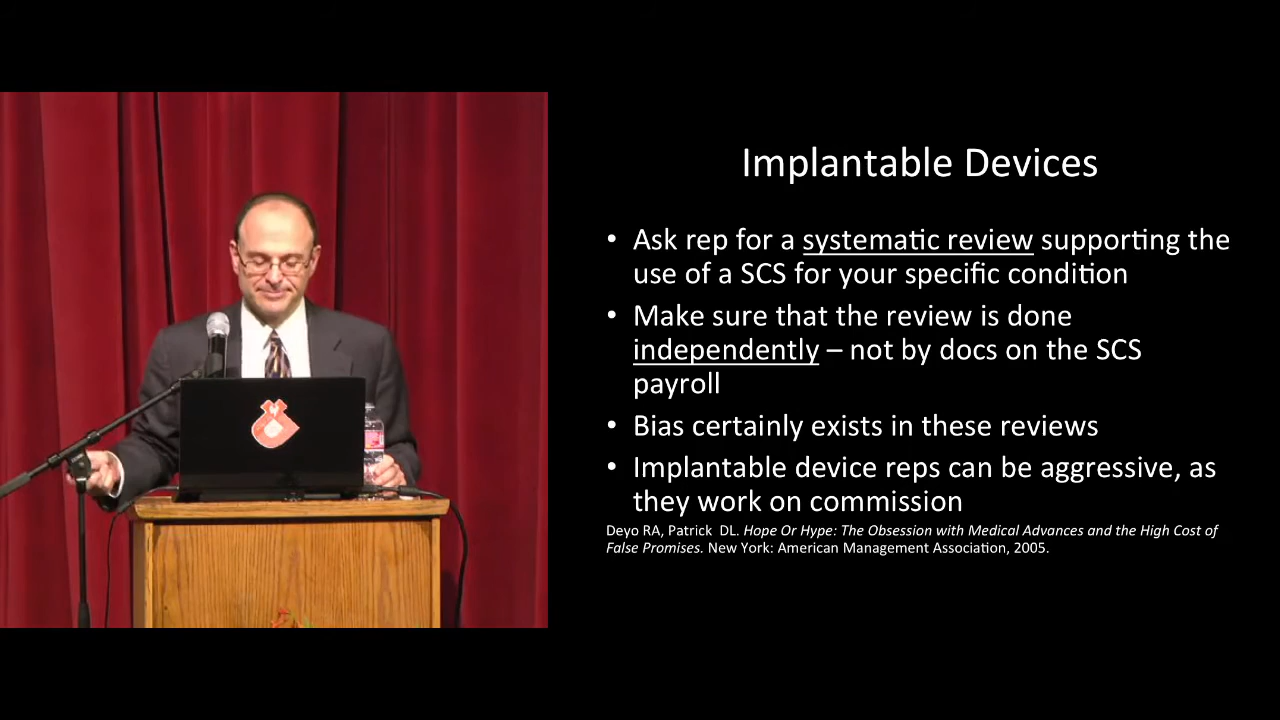 Implantable Devices
• Ask rep for a systematic review supporting the
use of a SCS for your specific condition
• Make sure that the review is done
independently – not by docs on the SCS
payroll
• Bias certainly exists in these reviews
• Implantable device reps can be aggressive, as
they work on commission
Deyo RA, Patrick DL. Hope Or Hype: The Obsession with Medical Advances and the High Cost of
False Promises. New York: American Management Association, 2005.